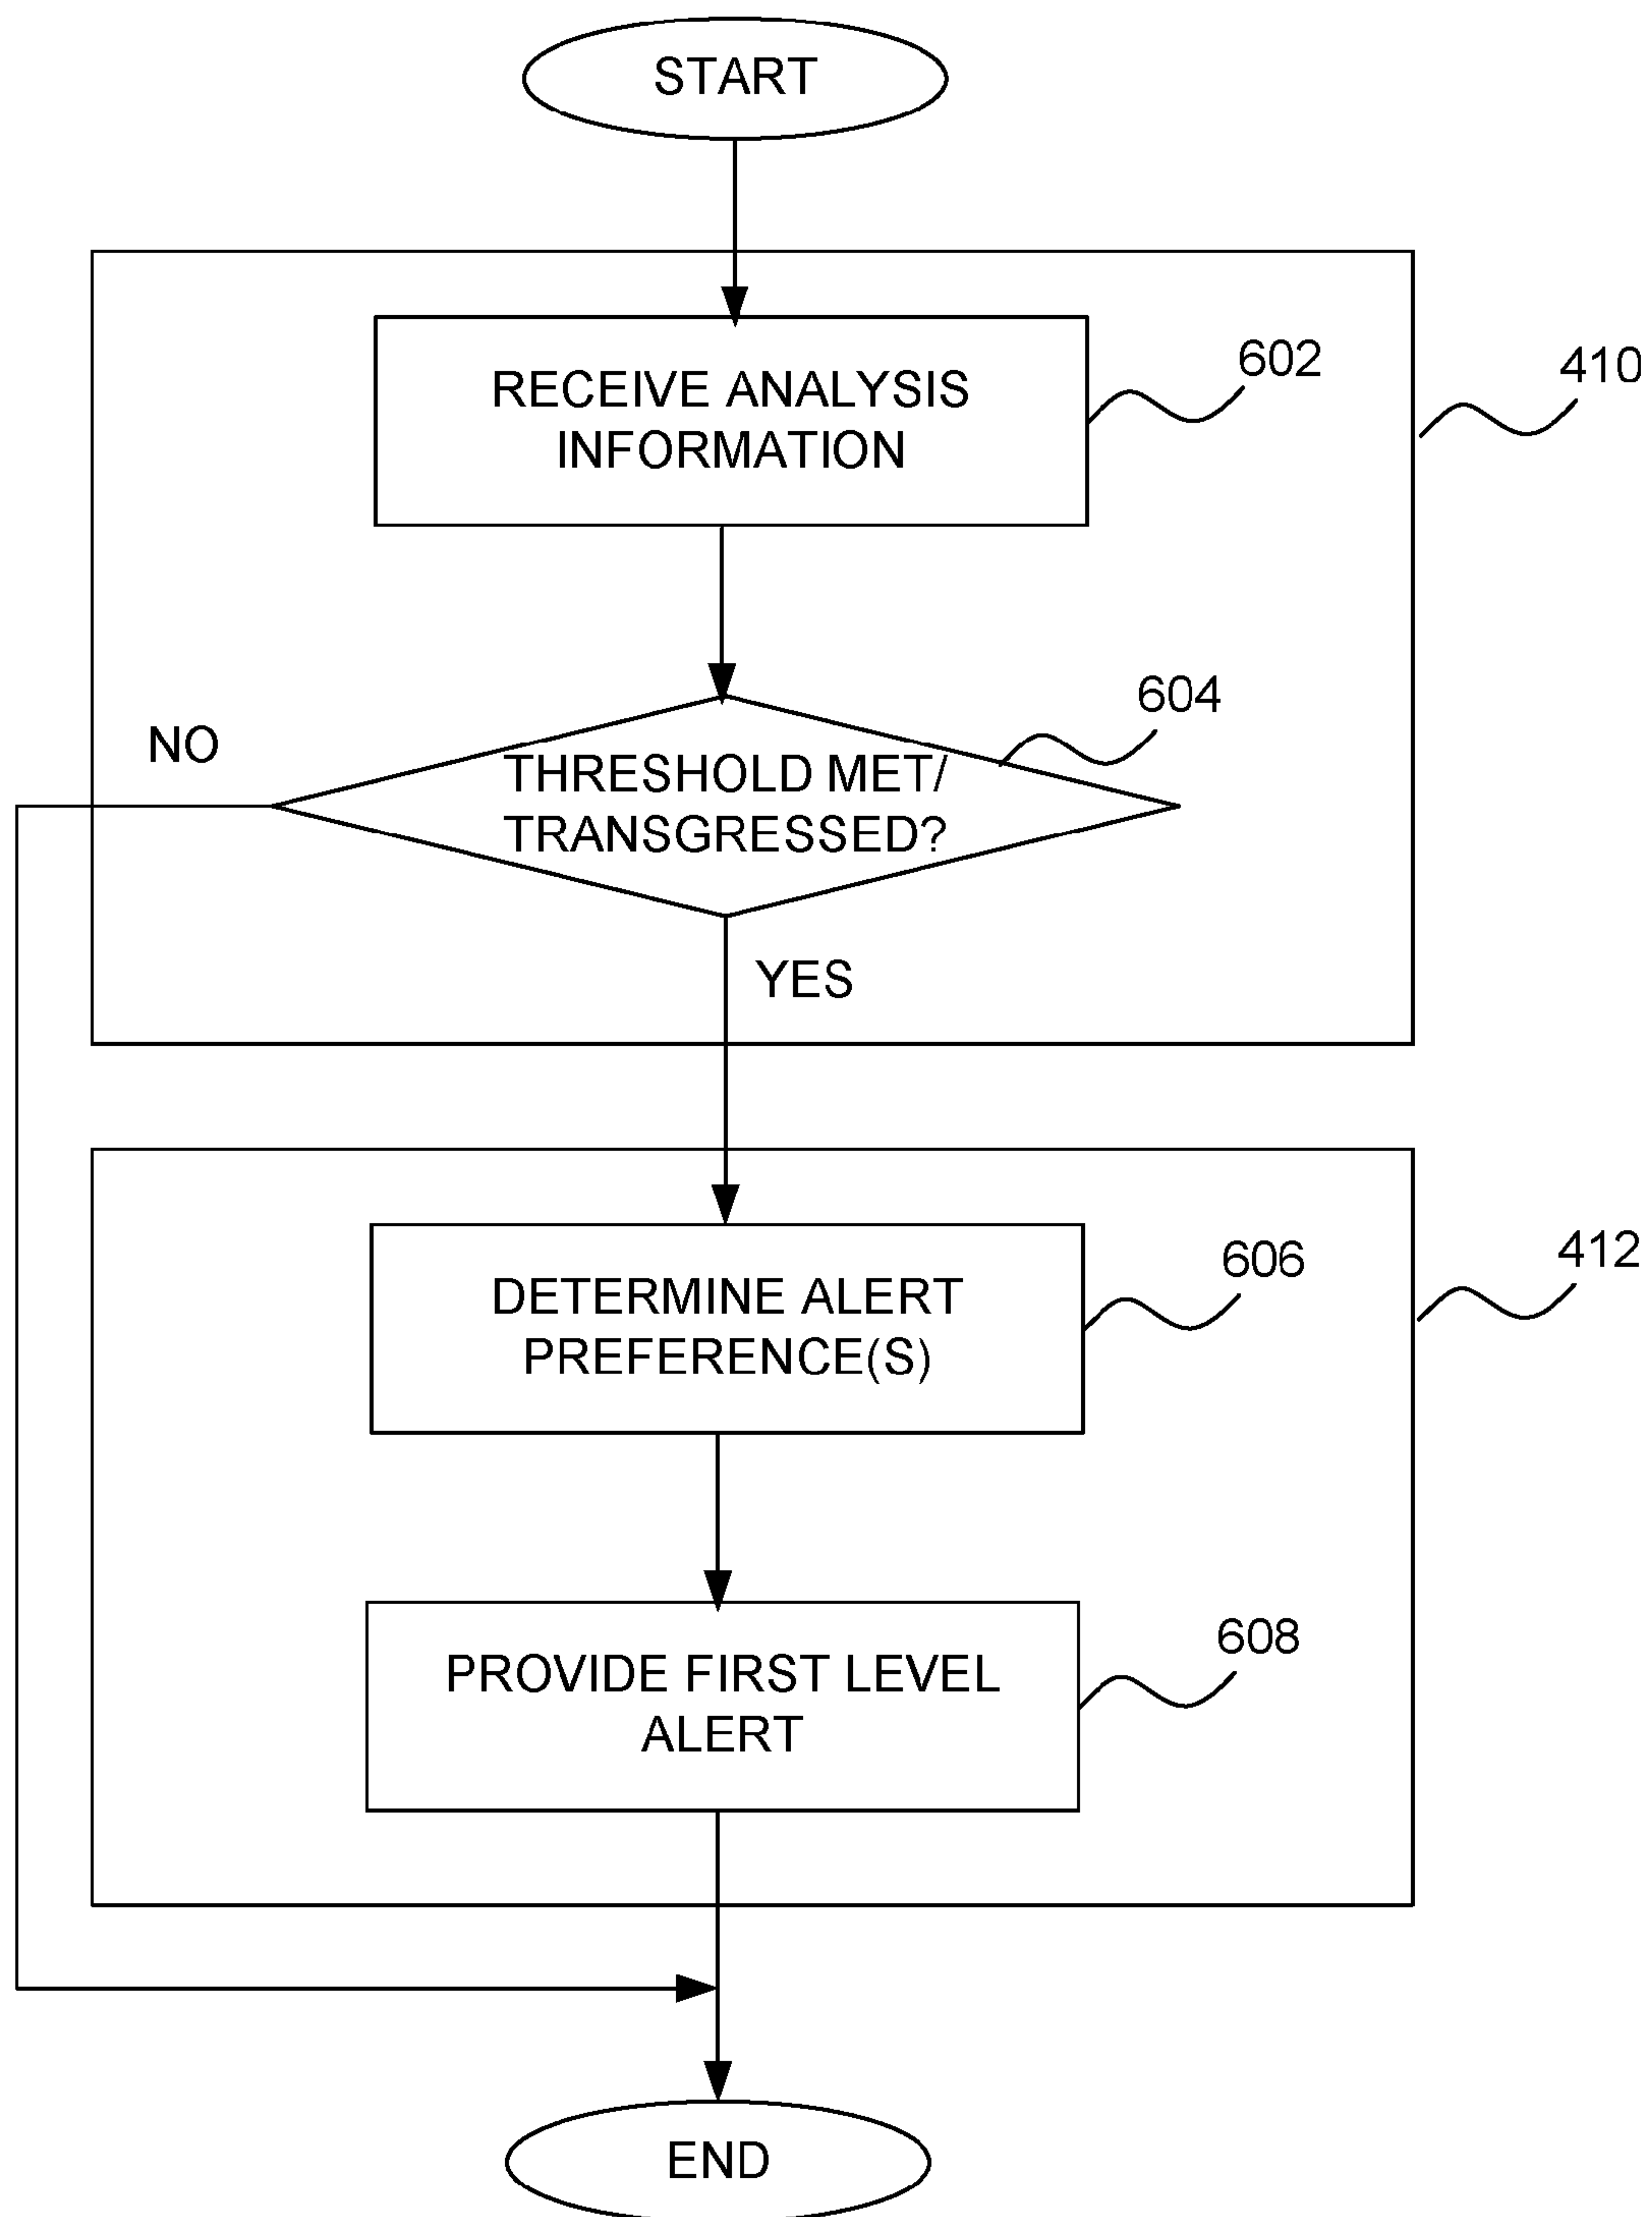 START
RECEIVE ANALYSIS
INFORMATION
602
410
604
NO
THRESHOLD MET/
TRANSGRESSED?
YES
DETERMINE ALERT
PREFERENCE(S)
606
412
PROVIDE FIRST LEVEL
ALERT
608
END